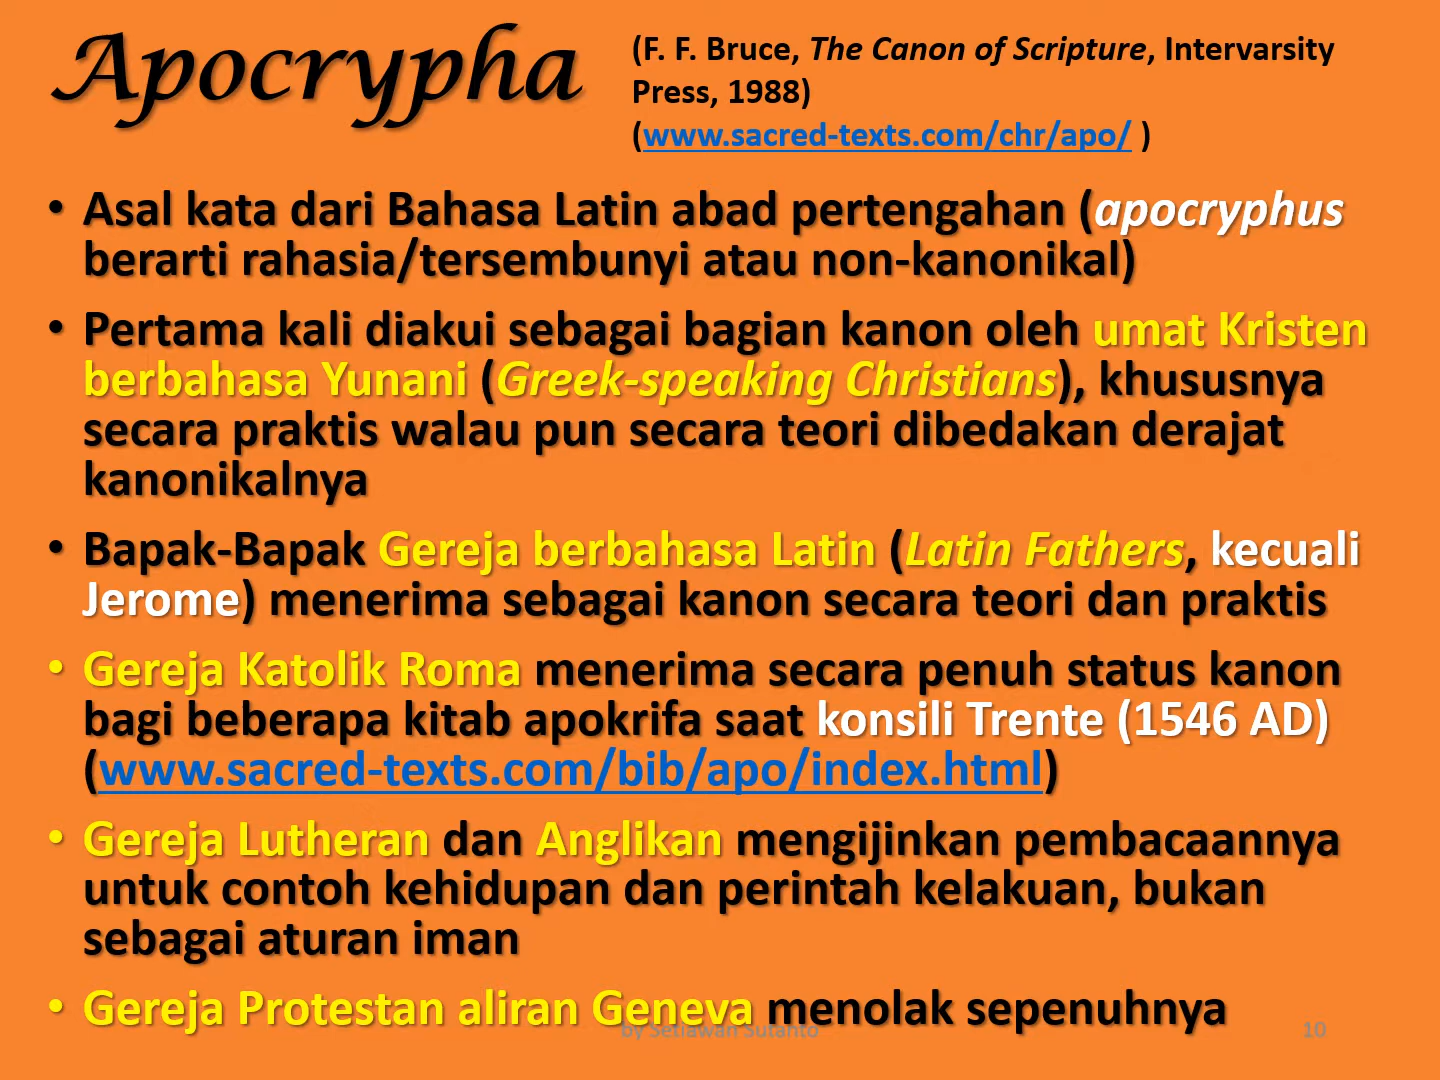 Apocrypha
(F. F. Bruce, The Canon of Scripture, Intervarsity
Press, 1988)
(www.sacred-texts.com/chr/apo/ )
• Asal kata dari Bahasa Latin abad pertengahan (apocryphus
berarti rahasia/tersembunyi atau non-kanonikal)
• Pertama kali diakui sebagai bagian kanon oleh umat Kristen
berbahasa Yunani (Greek-speaking Christians), khususnya
secara praktis walau pun secara teori dibedakan derajat
kanonikalnya
• Bapak-Bapak Gereja berbahasa Latin (Latin Fathers, kecuali
Jerome) menerima sebagai kanon secara teori dan praktis
• Gereja Katolik Roma menerima secara penuh status kanon
bagi beberapa kitab apokrifa saat konsili Trente (1546 AD)
(www.sacred-texts.com/bib/apo/index.html)
• Gereja Lutheran dan Anglikan mengijinkan pembacaannya
untuk contoh kehidupan dan perintah kelakuan, bukan
sebagai aturan iman
• Gereja Protestan aliran Geneva menolak sepenuhnya
by Setiawan Sutanto
10